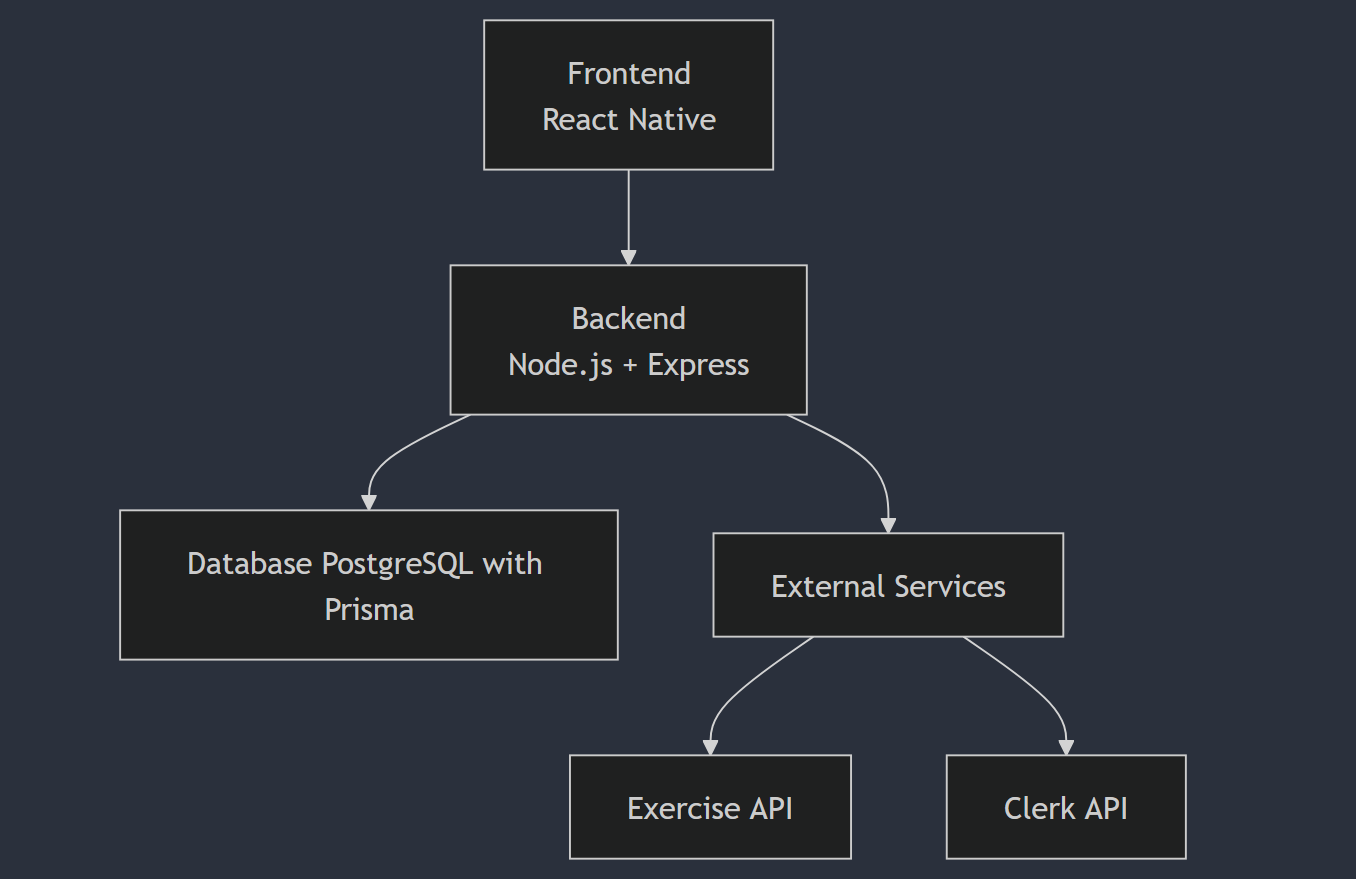 Frontend
React Native
Backend
Node.js + Express
Database PostgreSQL with
Prisma
External Services
Exercise API
Clerk API